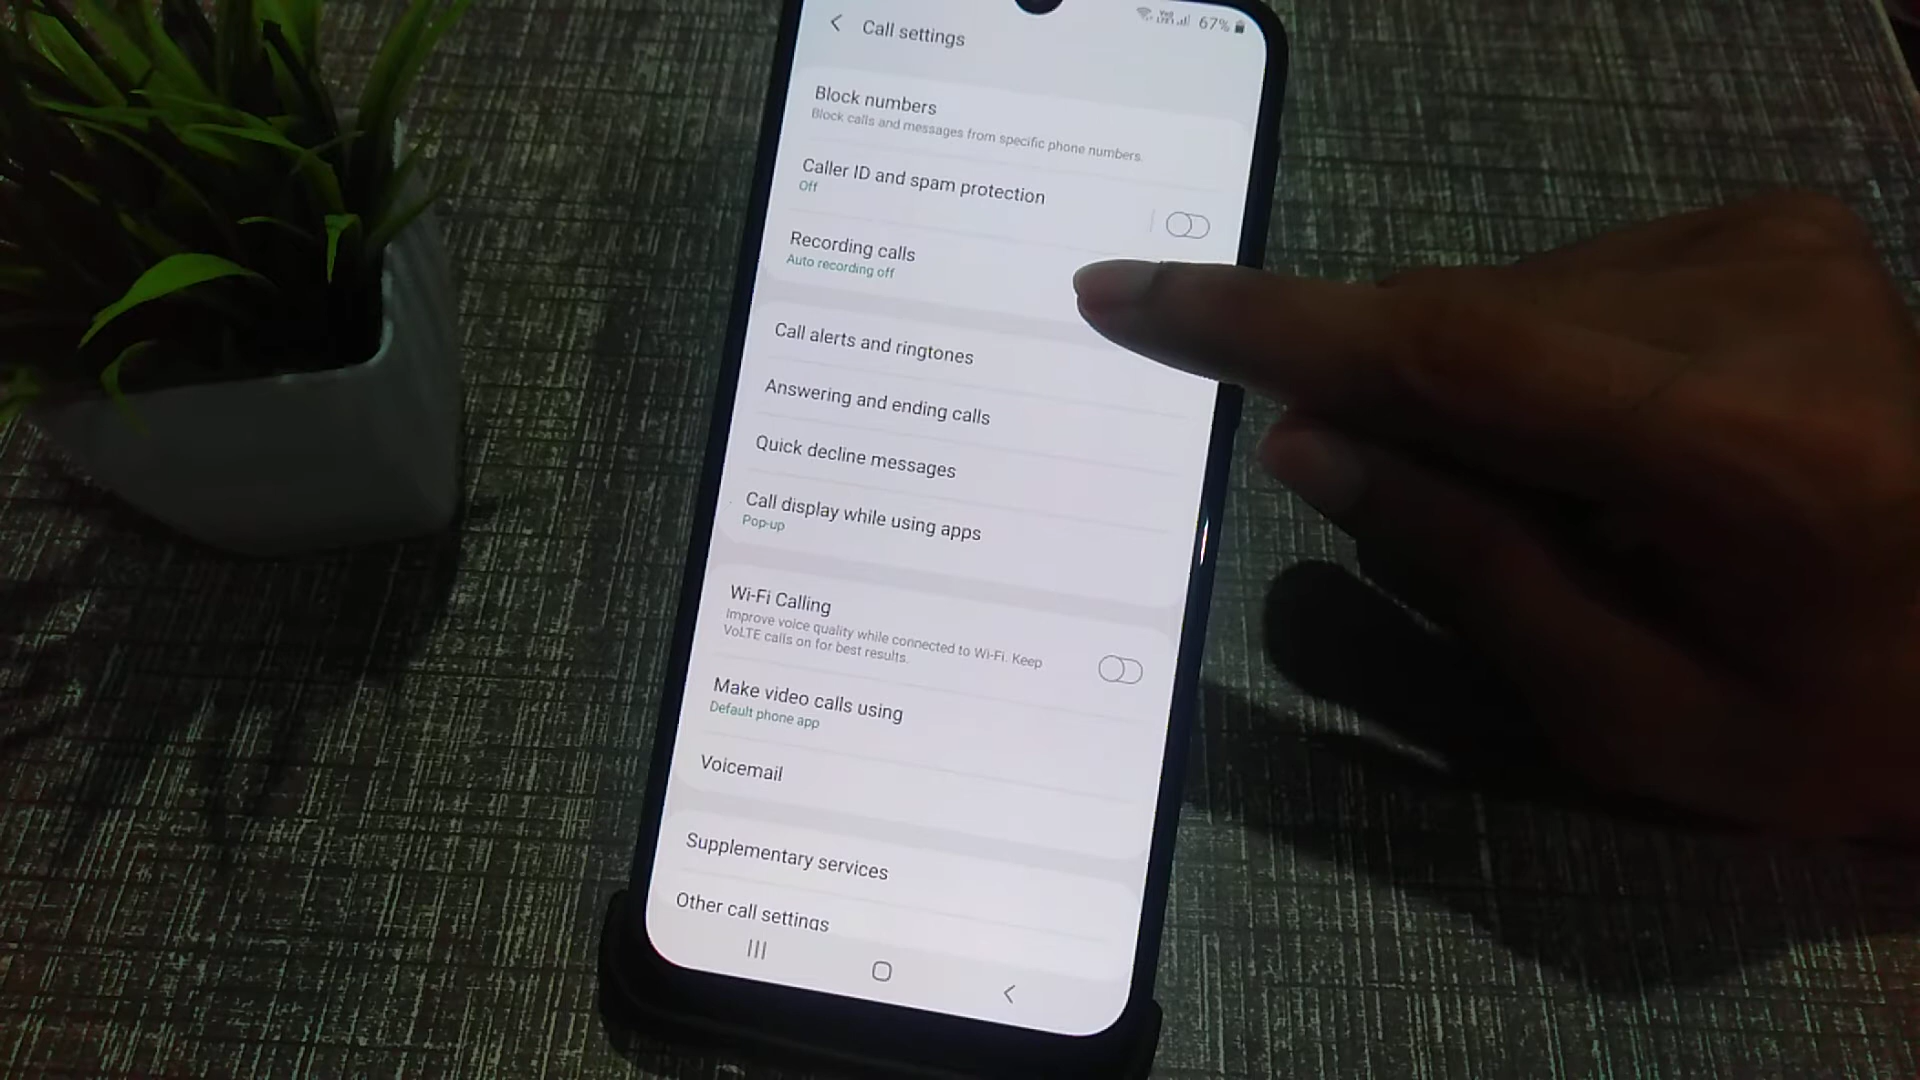 67%
Call settings
Block numbers
Block calls and messages from specific phone numbers.
Caller ID and spam protection
Off
Recording calls
Auto recording off
Call alerts and ringtones
Answering and ending calls
Quick decline messages
Call display while using apps
Pop-up
Wi-Fi Calling
Improve voice quality while connected to Wi-Fi. Keep
VoLTE calls on for best results.
Make video calls using
Default phone app
Voicemail
Supplementary services
Other call settings